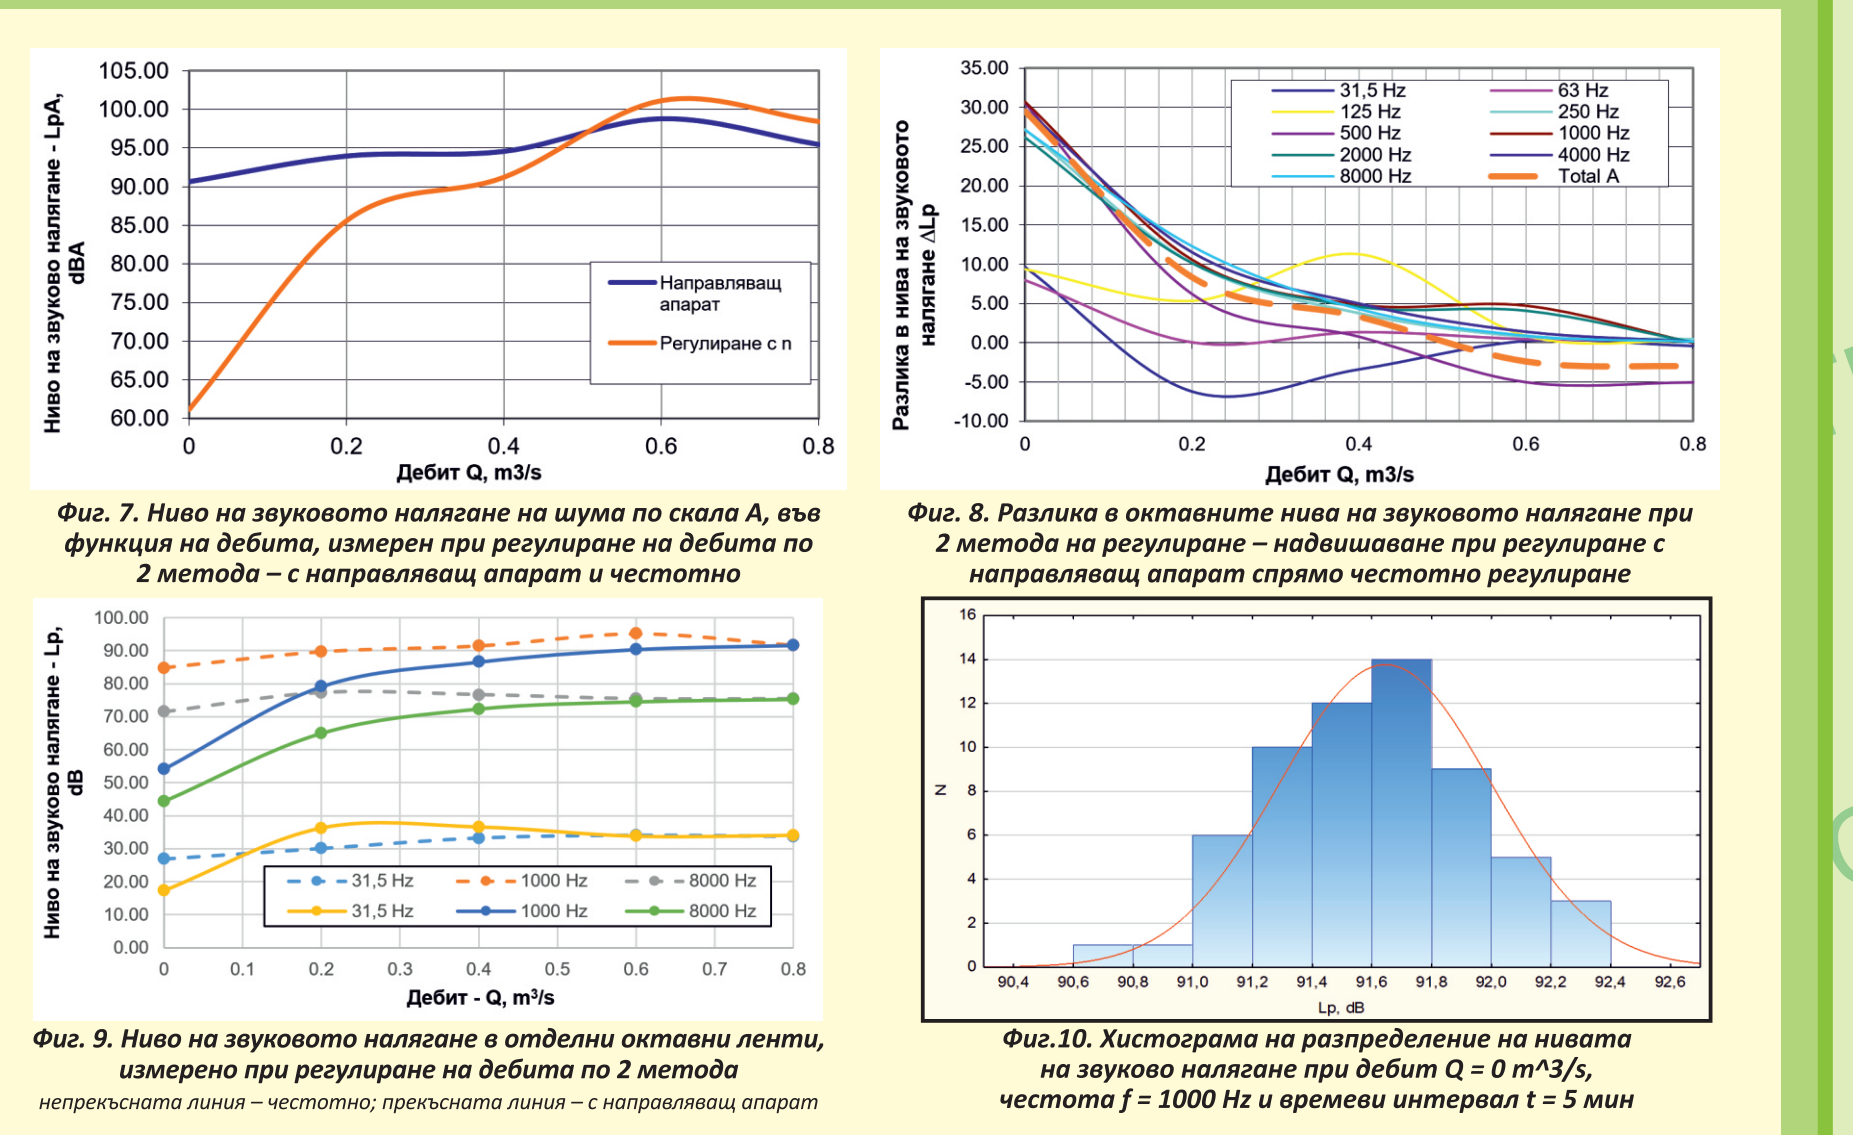 Ниво на звуково налягане - LpA,
dBA
105.00
100.00
95.00
90.00
85.00
80.00
75.00
70.00
65.00
60.00
0 0.2 0.4 0.6 0.8
Дебит Q, m3/s
Направляващ
апарат
Регулиране с n
Фиг. 7. Ниво на звуковото налягане на шума по скала А, във
функция на дебита, измерен при регулиране на дебита по
2 метода – с направляващ апарат и честотно
Разлика в нива на звуковото
налягане ΔLp
35.00
30.00
25.00
20.00
15.00
10.00
5.00
0.00
-5.00
-10.00
0 0.2 0.4 0.6 0.8
Дебит Q, m3/s
31,5 Hz 63 Hz
125 Hz 250 Hz
500 Hz 1000 Hz
2000 Hz 4000 Hz
8000 Hz Total A
Фиг. 8. Разлика в октавните нива на звуковото налягане при
2 метода на регулиране – надвишаване при регулиране с
направляващ апарат спрямо честотно регулиране
Ниво на звуково налягане - Lp,
dB
100.00
90.00
80.00
70.00
60.00
50.00
40.00
30.00
20.00
10.00
0.00
0 0.1 0.2 0.3 0.4 0.5 0.6 0.7 0.8
Дебит - Q, m³/s
31,5 Hz 1000 Hz 8000 Hz
31,5 Hz 1000 Hz 8000 Hz
Фиг. 9. Ниво на звуковото налягане в отделни октавни ленти,
измерено при регулиране на дебита по 2 метода
непрекъсната линия – честотно; прекъсната линия – с направляващ апарат
N
16
14
12
10
8
6
4
2
0
90,4 90,6 90,8 91,0 91,2 91,4 91,6 91,8 92,0 92,2 92,4 92,6
Lp, dB
Фиг.10. Хистограма на разпределение на нивата
на звуково налягане при дебит Q = 0 m^3/s,
честота f = 1000 Hz и времеви интервал t = 5 мин